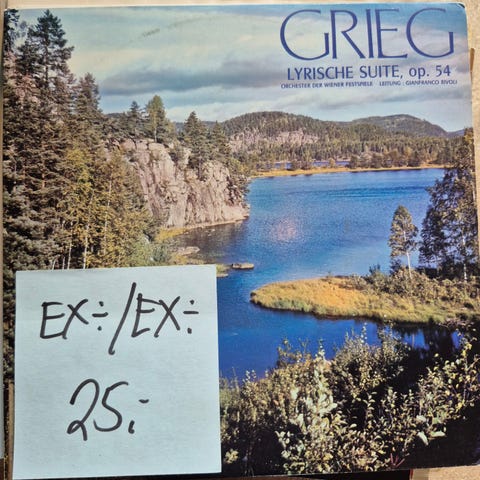 GRIEG
LYRISCHE SUITE, op. 54
ORCHESTER DER WIENER FESTSPIELE LEITUNG: GIANFRANCO RIVOLI
EX÷/EX÷
25;